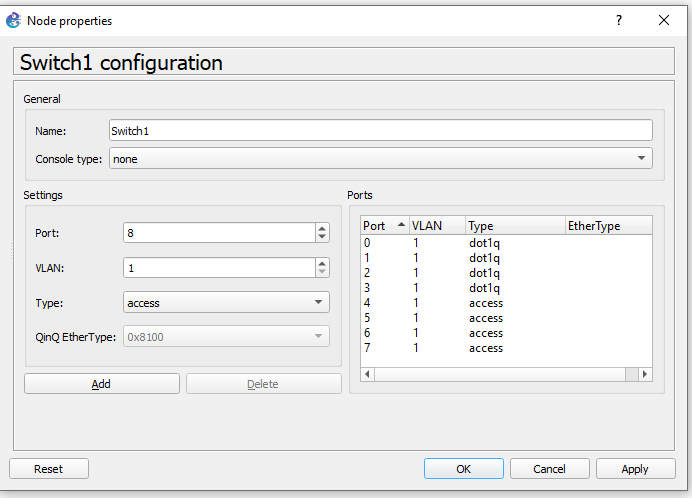 Node properties
?
Switch1 configuration
General
Name: Switch1
Console type: none
Settings
Port: 8
VLAN: 1
Type: access
QinQ EtherType: 0x8100
Add Delete
Ports
Port VLAN Type EtherType
0 1 dot1q
1 1 dot1q
2 1 dot1q
3 1 dot1q
4 1 access
5 1 access
6 1 access
7 1 access
Reset OK Cancel Apply